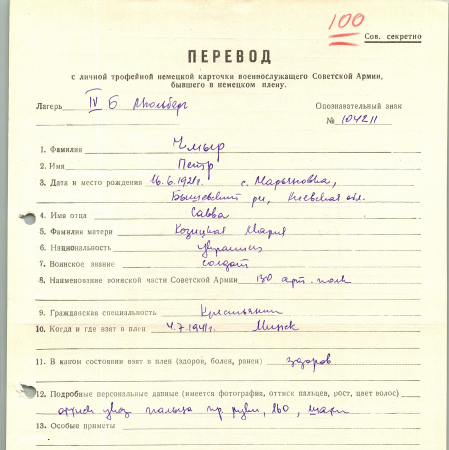 100
Сов. секретно
ПЕРЕВОД
с личной трофейной немецкой карточки военнослужащего Советской Армии,
бывшего в немецком плену.
Лагерь IV Б Мюльберг
Опознавательный знак
№ 104211
1. Фамилия Чмыр
2. Имя Петр
3. Дата и место рождения 16.6.1921г. с. Марьяновка,
Бышевский рн, Киевская обл.
4. Имя отца Савва
5. Фамилия матери Козицкая Мария
6. Национальность украинец
7. Воинское звание солдат
8. Наименование воинской части Советской Армии 130 арт. полк
9. Гражданская специальность Крестьянин
10. Когда и где взят в плен 4.7.1941г. Минск
11. В каком состоянии взят в плен (здоров, болен, ранен) здоров
12. Подробные персональные данные (имеется фотография, оттиск пальцев, рост, цвет волос)
оттиск указ пальца пр руки, 160,
13. Особые приметы